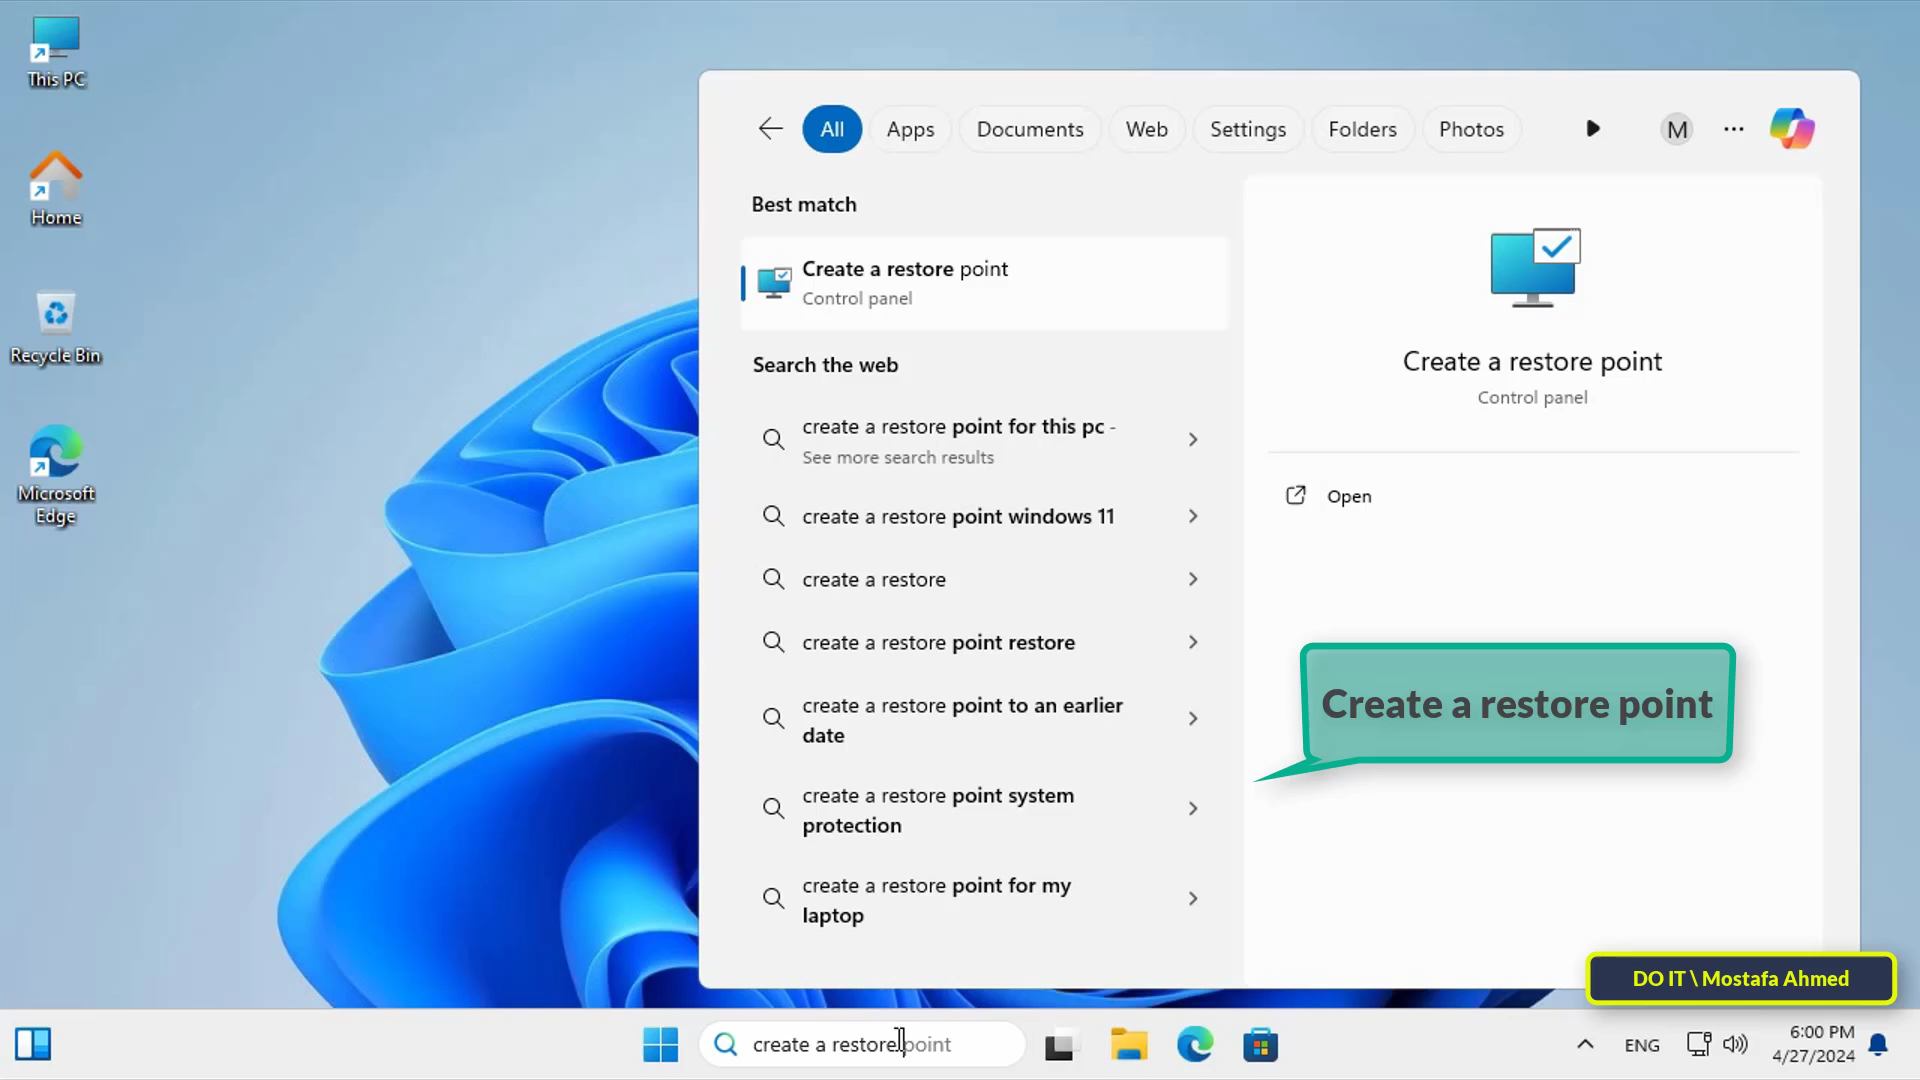 This PC
Home
Recycle Bin
Microsoft
Edge
All
Apps
Documents
Web
Settings
Folders
Photos
M
Best match
Create a restore point
Control panel
Search the web
create a restore point for this pc -
See more search results
create a restore point windows 11
create a restore
create a restore point restore
create a restore point to an earlier
date
create a restore point system
protection
create a restore point for my
laptop
Create a restore point
Control panel
Open
Create a restore point
DO IT \ Mostafa Ahmed
create a restore point
ENG
6:00 PM
4/27/2024